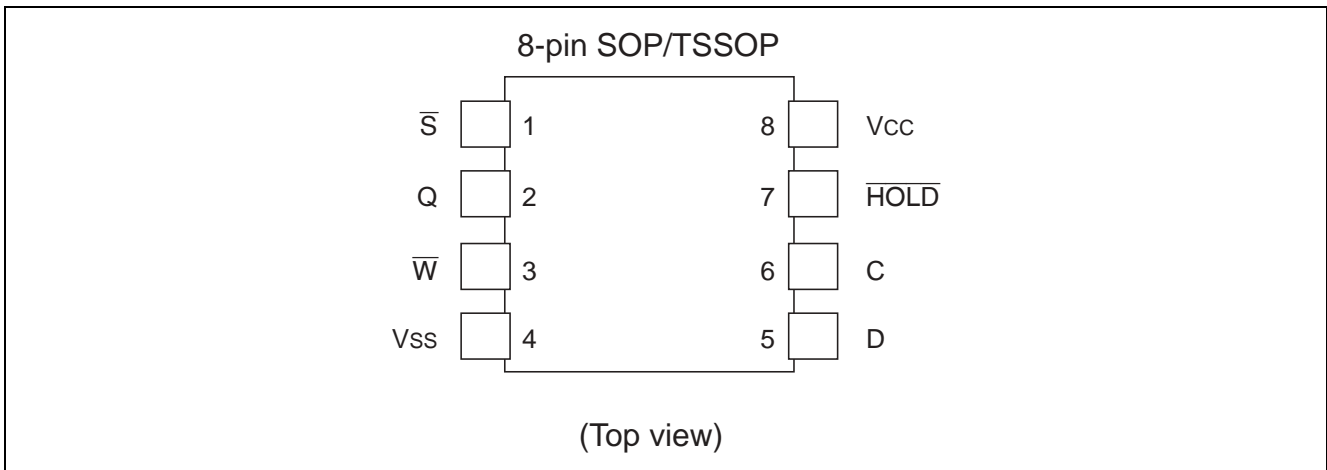 8-pin SOP/TSSOP
S̅ 1 8 VCC
Q 2 7 H̅O̅L̅D̅
W̅ 3 6 C
VSS 4 5 D
(Top view)